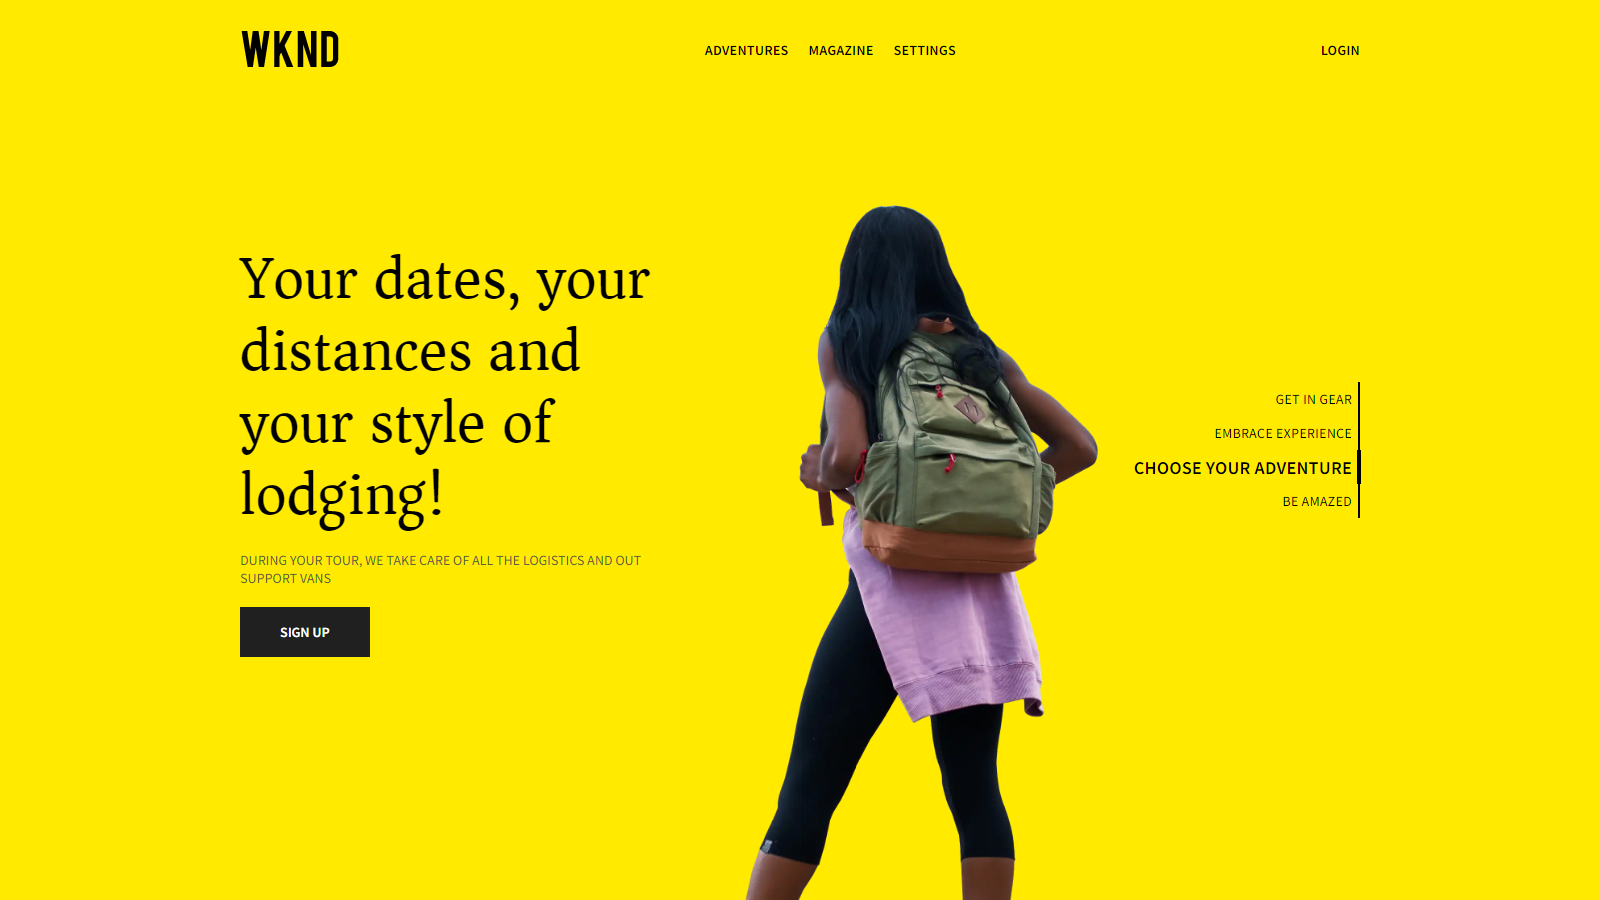 WKND
ADVENTURES MAGAZINE SETTINGS
LOGIN
Your dates, your
distances and
your style of
lodging!
DURING YOUR TOUR, WE TAKE CARE OF ALL THE LOGISTICS AND OUT
SUPPORT VANS
SIGN UP
GET IN GEAR
EMBRACE EXPERIENCE
CHOOSE YOUR ADVENTURE
BE AMAZED